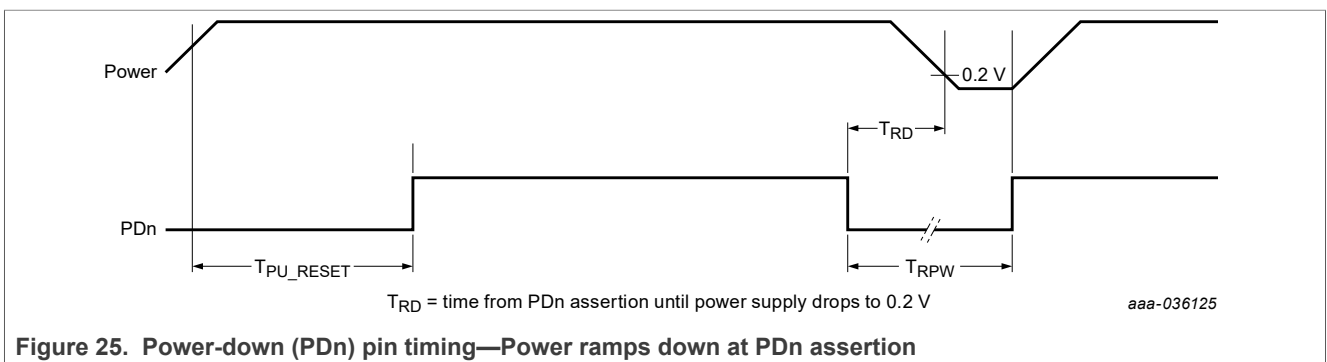 Power
0.2 V
TRD
PDn
TPU_RESET
TRPW
TRD = time from PDn assertion until power supply drops to 0.2 V
aaa-036125
Figure 25. Power-down (PDn) pin timing—Power ramps down at PDn assertion